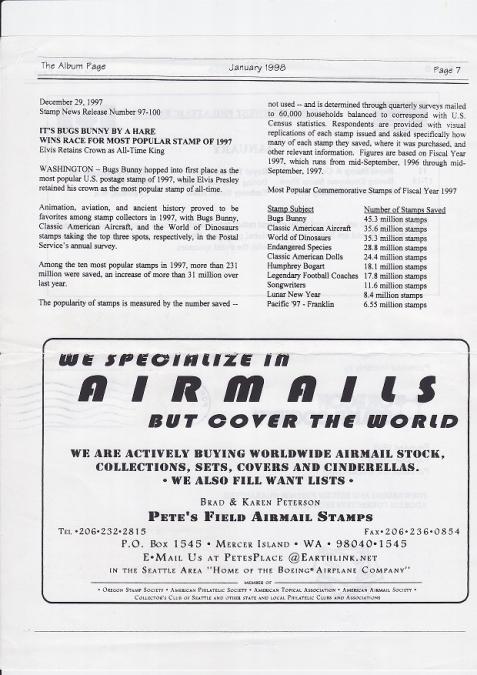 The Album Page January 1998 Page 7
December 29, 1997
Stamp News Release Number 97-100
IT'S BUGS BUNNY BY A HARE
WINS RACE FOR MOST POPULAR STAMP OF 1997
Elvis Retains Crown as All-Time King
WASHINGTON -- Bugs Bunny hopped into first place as the
most popular U.S. postage stamp of 1997, while Elvis Presley
retained his crown as the most popular stamp of all-time.
Animation, aviation, and ancient history proved to be
favorites among stamp collectors in 1997, with Bugs Bunny,
Classic American Aircraft, and the World of Dinosaurs
stamps taking the top three spots, respectively, in the Postal
Service's annual survey.
Among the ten most popular stamps in 1997, more than 231
million were saved, an increase of more than 31 million over
last year.
The popularity of stamps is measured by the number saved --
not used -- and is determined through quarterly surveys mailed
to 60,000 households balanced to correspond with U.S.
Census statistics. Respondents are provided with visual
replications of each stamp issued and asked specifically how
many of each stamp they saved, where it was purchased, and
other relevant information. Figures are based on Fiscal Year
1997, which runs from mid-September, 1996 through mid-
September, 1997.
Most Popular Commemorative Stamps of Fiscal Year 1997
Stamp Subject Number of Stamps Saved
Bugs Bunny 45.3 million stamps
Classic American Aircraft 35.6 million stamps
World of Dinosaurs 35.3 million stamps
Endangered Species 28.8 million stamps
Classic American Dolls 24.4 million stamps
Humphrey Bogart 18.1 million stamps
Legendary Football Coaches 17.8 million stamps
Songwriters 11.6 million stamps
Lunar New Year 8.4 million stamps
Pacific '97 - Franklin 6.55 million stamps
WE SPECIALIZE IN
AIRMAILS
BUT COVER THE WORLD
WE ARE ACTIVELY BUYING WORLDWIDE AIRMAIL STOCK,
COLLECTIONS, SETS, COVERS AND CINDERELLAS.
• WE ALSO FILL WANT LISTS •
BRAD & KAREN PETERSON
PETE'S FIELD AIRMAIL STAMPS
TEL •206•232•2815 FAX•206•236•0854
P.O. BOX 1545 • MERCER ISLAND • WA • 98040•1545
E•MAIL US AT PETESPLACE @EARTHLINK.NET
IN THE SEATTLE AREA "HOME OF THE BOEING® AIRPLANE COMPANY"
MEMBER OF
• OREGON STAMP SOCIETY • AMERICAN PHILATELIC SOCIETY • AMERICAN TOPICAL ASSOCIATION • AMERICAN AIRMAIL SOCIETY •
COLLECTOR'S CLUB OF SEATTLE AND OTHER STATE AND LOCAL PHILATELIC CLUBS AND ASSOCIATIONS